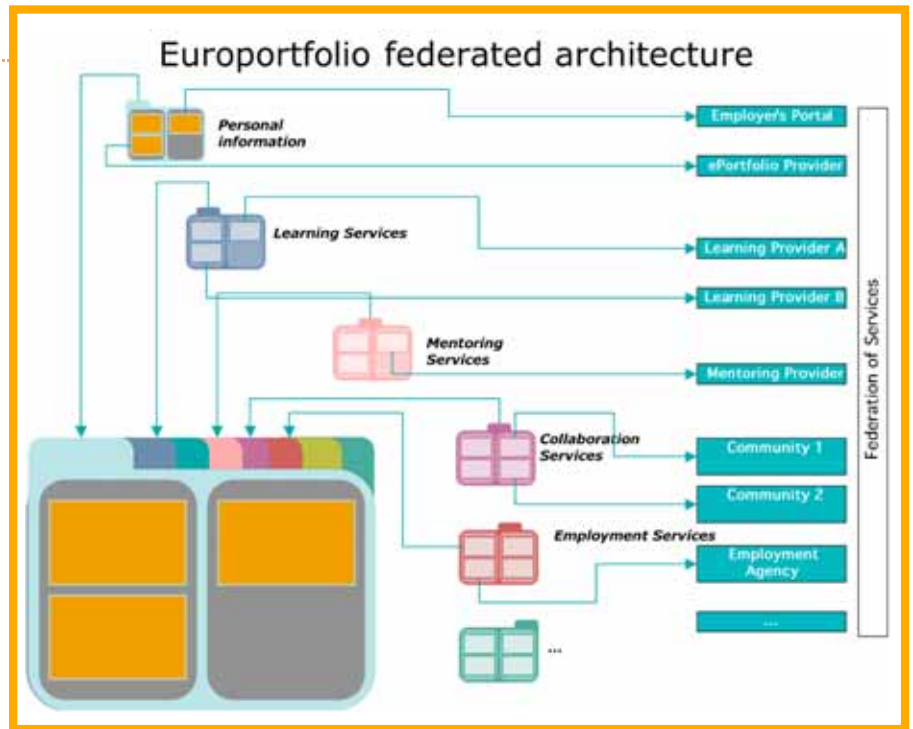 Europortfolio federated architecture
Personal
information
Employer's Portal
ePortfolio Provider
Learning Services
Learning Provider A
Learning Provider B
Mentoring
Services
Mentoring Provider
Collaboration
Services
Community 1
Community 2
Employment Services
Employment
Agency
...
...
Federation of Services